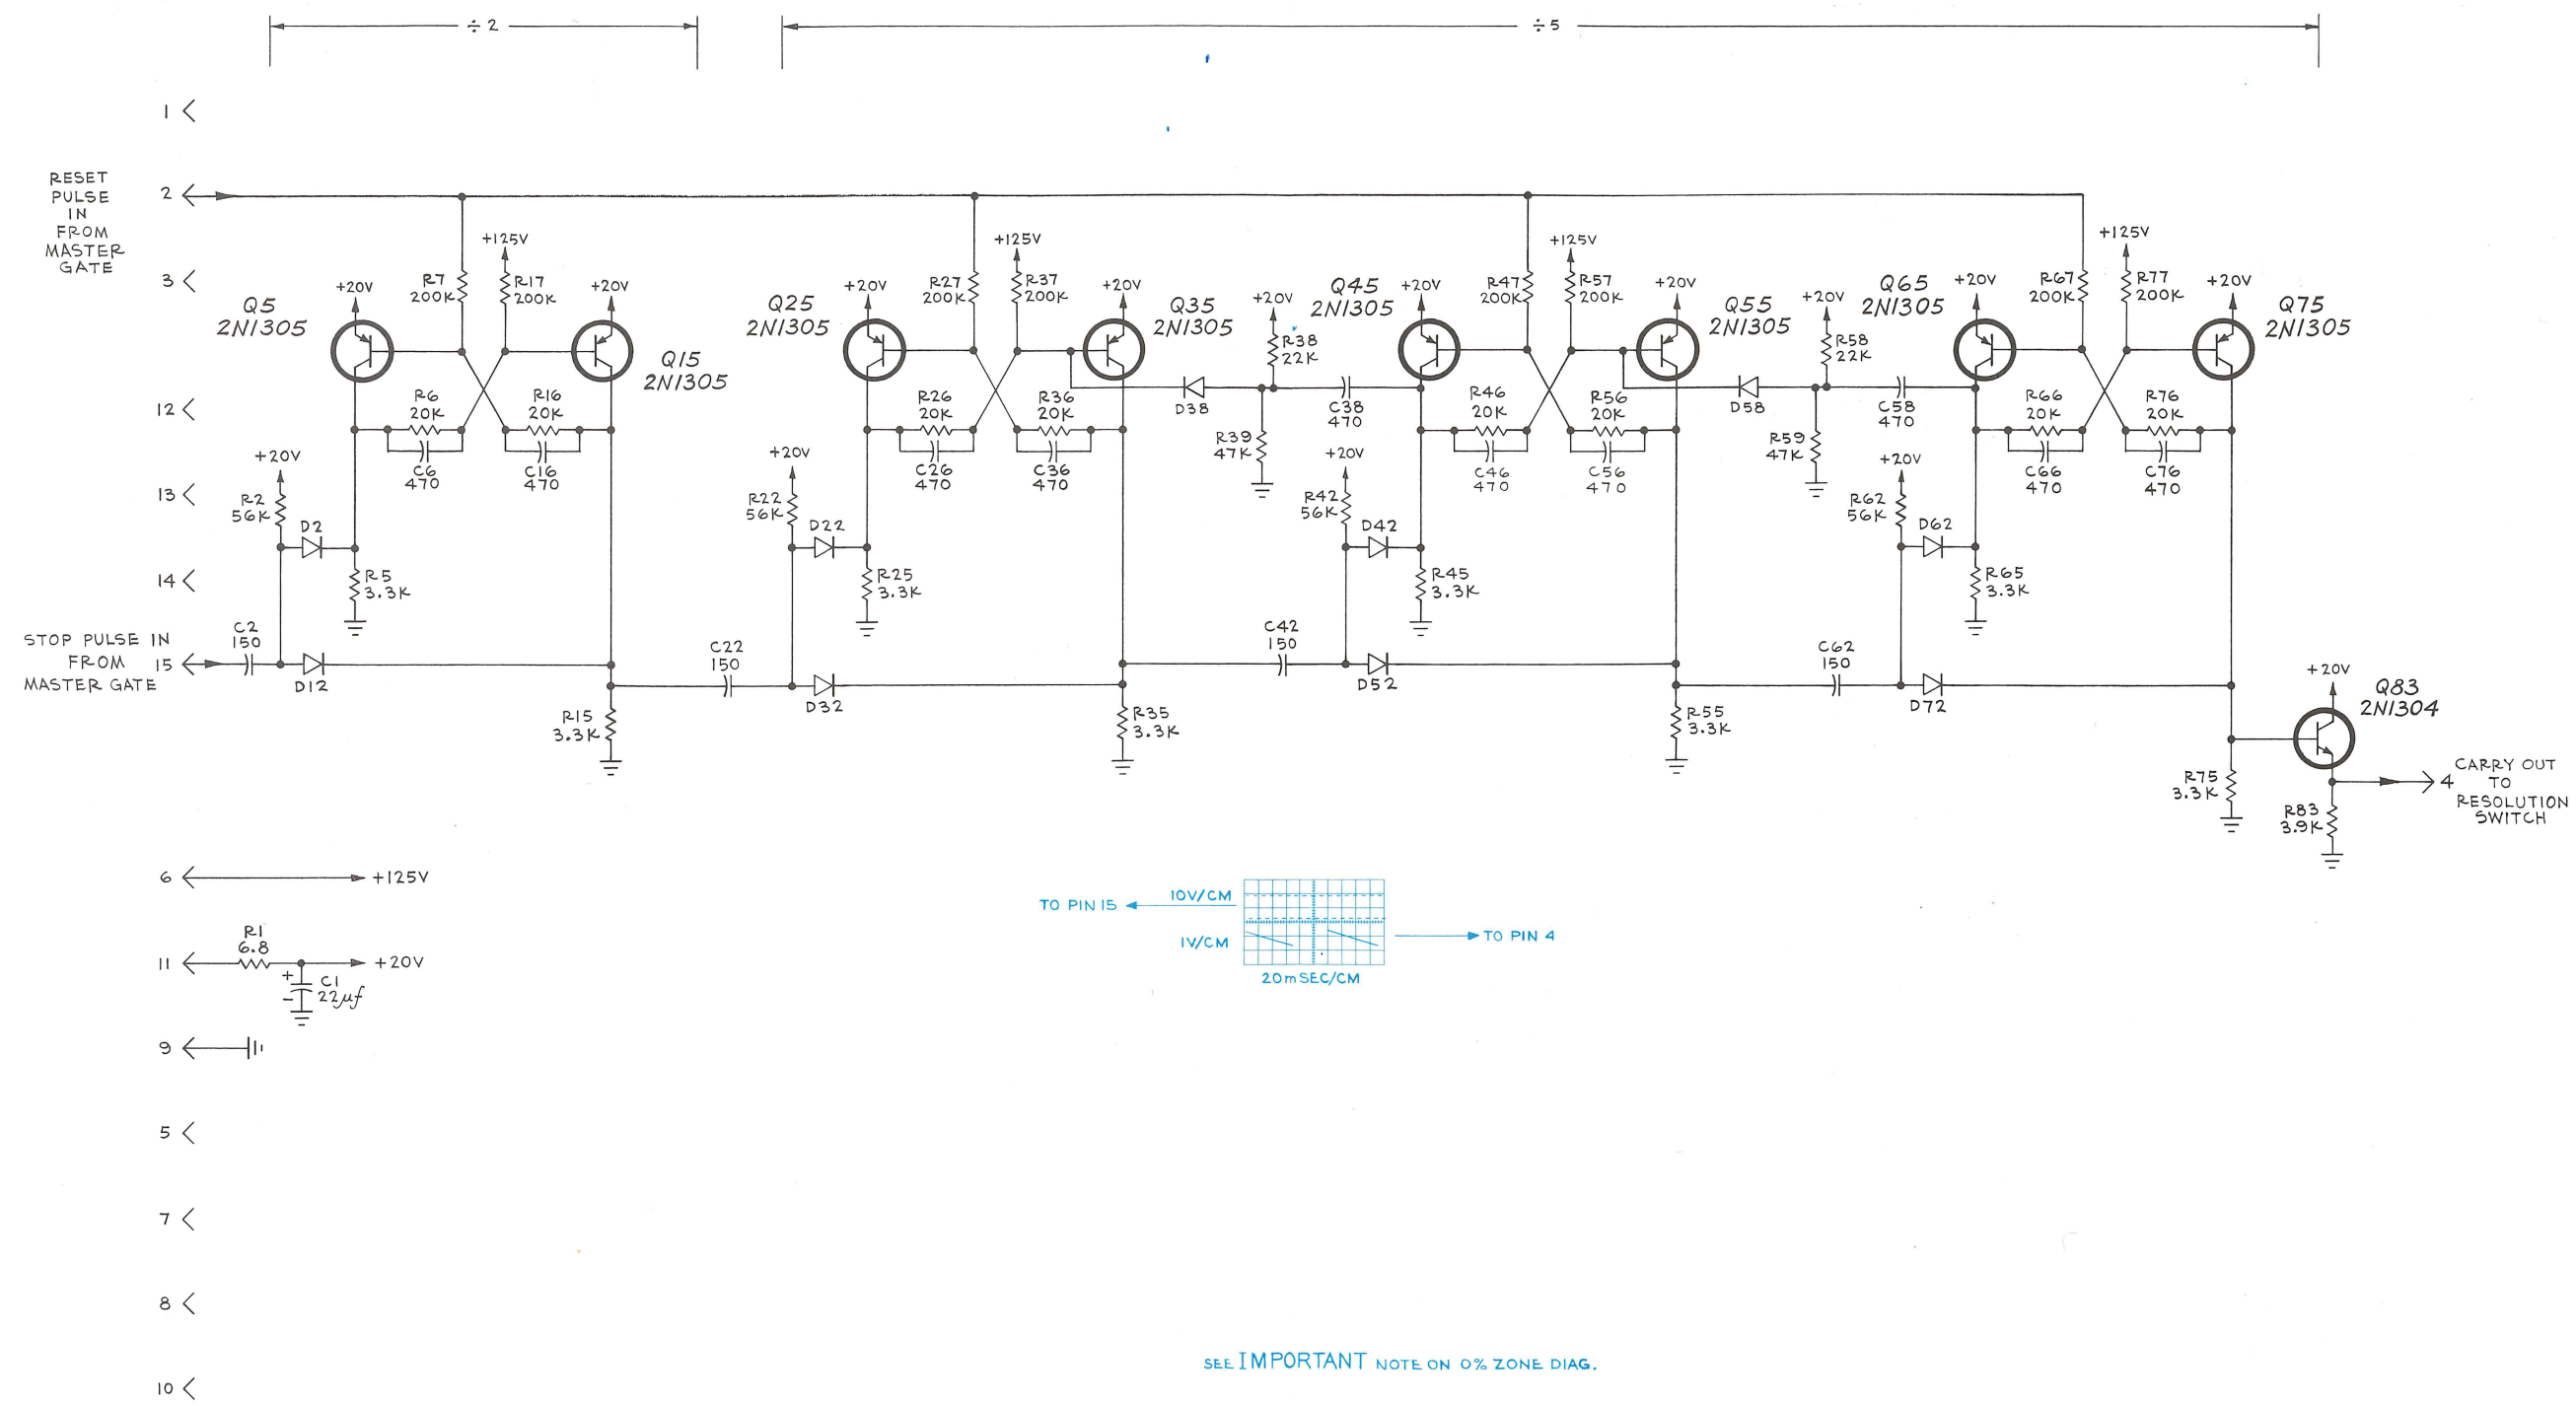 ÷ 2
÷ 5
1
RESET
PULSE
IN
FROM
MASTER
GATE
2
3
12
13
14
STOP PULSE IN
FROM
MASTER GATE
15
Q5
2N1305
+20V
R7
200K
+125V
R17
200K
+20V
Q15
2N1305
R6
20K
C6
470
R16
20K
C16
470
+20V
R2
56K
D2
R5
3.3K
C2
150
D12
R15
3.3K
Q25
2N1305
+20V
R27
200K
+125V
R37
200K
+20V
Q35
2N1305
R26
20K
C26
470
R36
20K
C36
470
+20V
R22
56K
D22
R25
3.3K
C22
150
D32
R35
3.3K
D38
+20V
R38
22K
R39
47K
C38
470
Q45
2N1305
+20V
R47
200K
+125V
R57
200K
+20V
Q55
2N1305
R46
20K
C46
470
R56
20K
C56
470
+20V
R42
56K
D42
R45
3.3K
C42
150
D52
R55
3.3K
D58
+20V
R58
22K
R59
47K
C58
470
Q65
2N1305
+20V
R67
200K
+125V
R77
200K
+20V
Q75
2N1305
R66
20K
C66
470
R76
20K
C76
470
+20V
R62
56K
D62
R65
3.3K
C62
150
D72
R75
3.3K
+20V
Q83
2N1304
R83
3.9K
4
CARRY OUT
TO
RESOLUTION
SWITCH
6
+125V
11
R1
6.8
+20V
+
−
C1
22µf
9
5
7
8
10
TO PIN 15
10V/CM
1V/CM
TO PIN 4
20mSEC/CM
SEE IMPORTANT NOTE ON 0% ZONE DIAG.